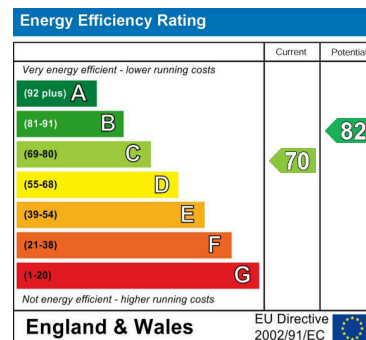 Energy Efficiency Rating
Current Potential
Very energy efficient - lower running costs
(92 plus) A
(81-91) B
82
(69-80) C
70
(55-68) D
(39-54) E
(21-38) F
(1-20) G
Not energy efficient - higher running costs
England & Wales
EU Directive
2002/91/EC